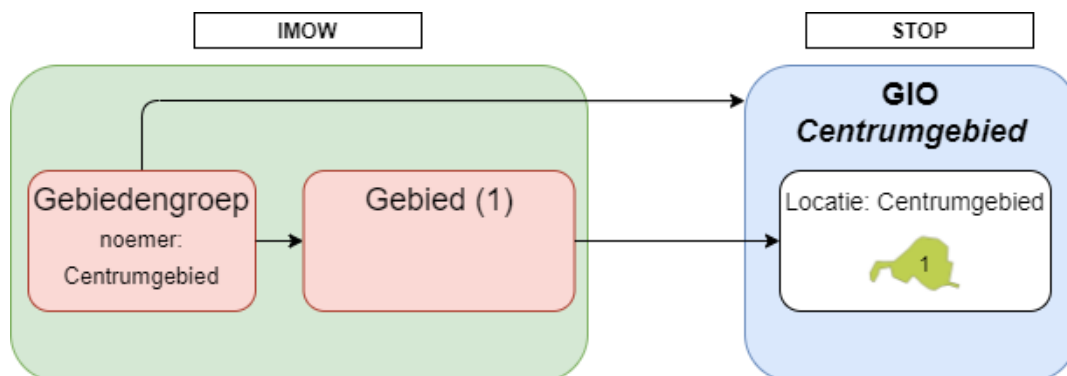 IMOW
STOP
GIO
Centrumgebied
Gebiedengroep
noemer:
Centrumgebied
Gebied (1)
Locatie: Centrumgebied
1